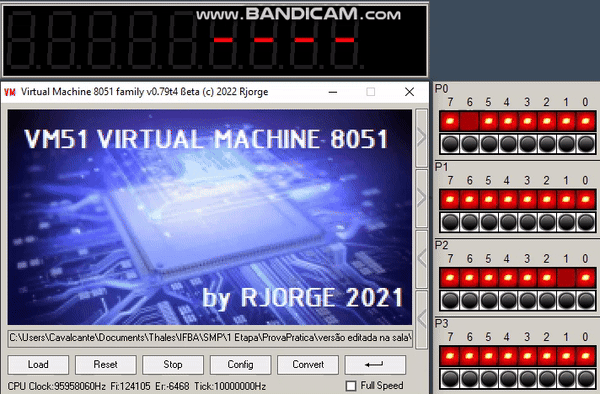 www.BANDICAM.com
- - - -
VM Virtual Machine 8051 family v0.79t4 ßeta (c) 2022 Rjorge
VM51 VIRTUAL MACHINE 8051
by RJORGE 2021
C:\Users\Cavalcante\Documents\Thales\IFBA\SMP\1 Etapa\ProvaPratica\versão editada na sala\
Load Reset Stop Config Convert
CPU Clock:95958060Hz Fi:124105 Er:-6468 Tick:10000000Hz Full Speed
P0
7 6 5 4 3 2 1 0
P1
7 6 5 4 3 2 1 0
P2
7 6 5 4 3 2 1 0
P3
7 6 5 4 3 2 1 0